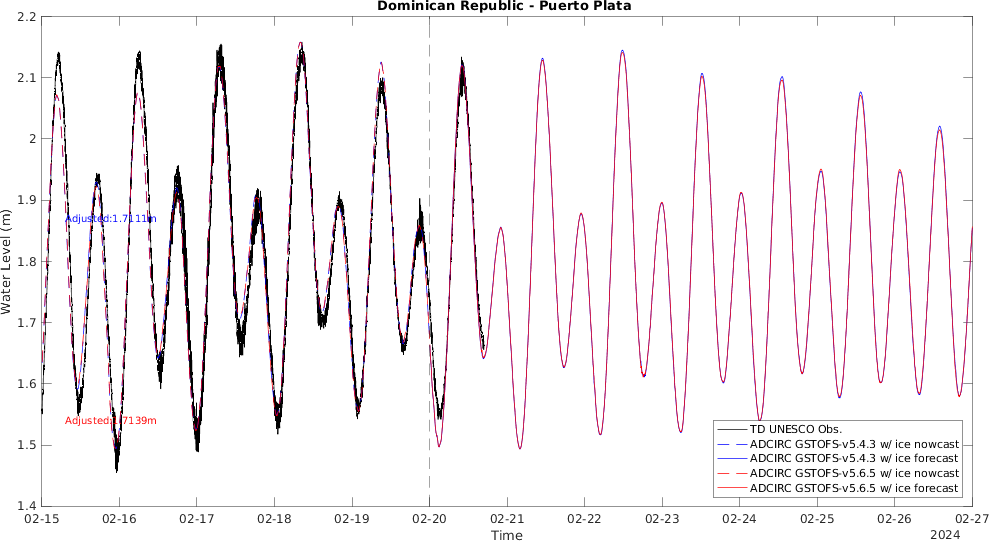 Dominican Republic - Puerto Plata
2.2
2.1
2
1.9
1.8
1.7
1.6
1.5
1.4
Water Level (m)
Adjusted:1.7111m
Adjusted:1.7139m
TD UNESCO Obs.
ADCIRC GSTOFS-v5.4.3 w/ ice nowcast
ADCIRC GSTOFS-v5.4.3 w/ ice forecast
ADCIRC GSTOFS-v5.6.5 w/ ice nowcast
ADCIRC GSTOFS-v5.6.5 w/ ice forecast
02-15 02-16 02-17 02-18 02-19 02-20 02-21 02-22 02-23 02-24 02-25 02-26 02-27
Time
2024